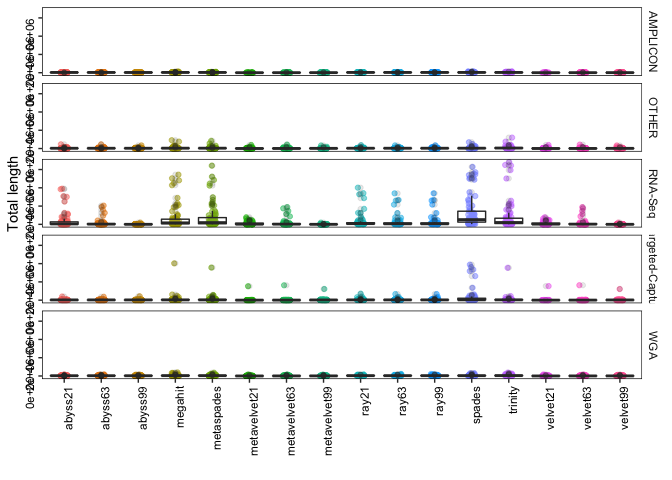 Total length
AMPLICON
OTHER
RNA-Seq
rgeted-Captu
WGA
abyss21
abyss63
abyss99
megahit
metaspades
metavelvet21
metavelvet63
metavelvet99
ray21
ray63
ray99
spades
trinity
velvet21
velvet63
velvet99